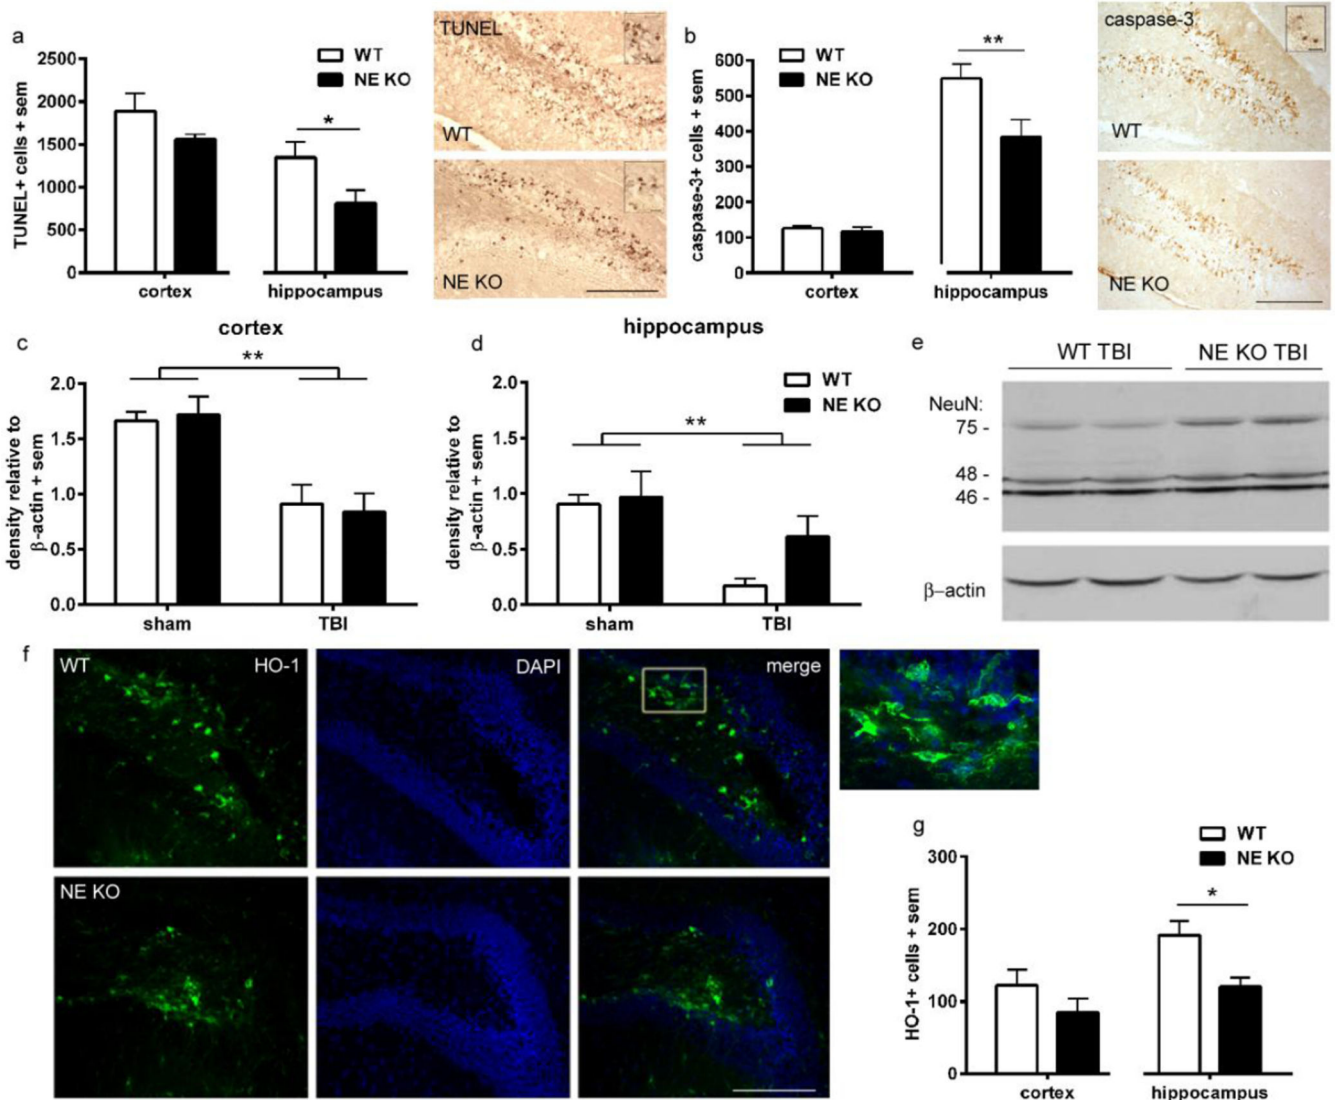 a
WT
NE KO
TUNEL+ cells + sem
2500
2000
1500
1000
500
0
*
cortex
hippocampus
TUNEL
WT
NE KO
b
WT
NE KO
caspase-3+ cells + sem
600
500
400
300
200
100
0
**
cortex
hippocampus
caspase-3
WT
NE KO
c
cortex
density relative to
β-actin + sem
2.0
1.5
1.0
0.5
0.0
**
sham
TBI
d
hippocampus
WT
NE KO
density relative to
β-actin + sem
2.0
1.5
1.0
0.5
0.0
**
sham
TBI
e
WT TBI
NE KO TBI
NeuN:
75 -
48 -
46 -
β-actin
f
WT
HO-1
DAPI
merge
NE KO
g
WT
NE KO
HO-1+ cells + sem
300
200
100
0
*
cortex
hippocampus